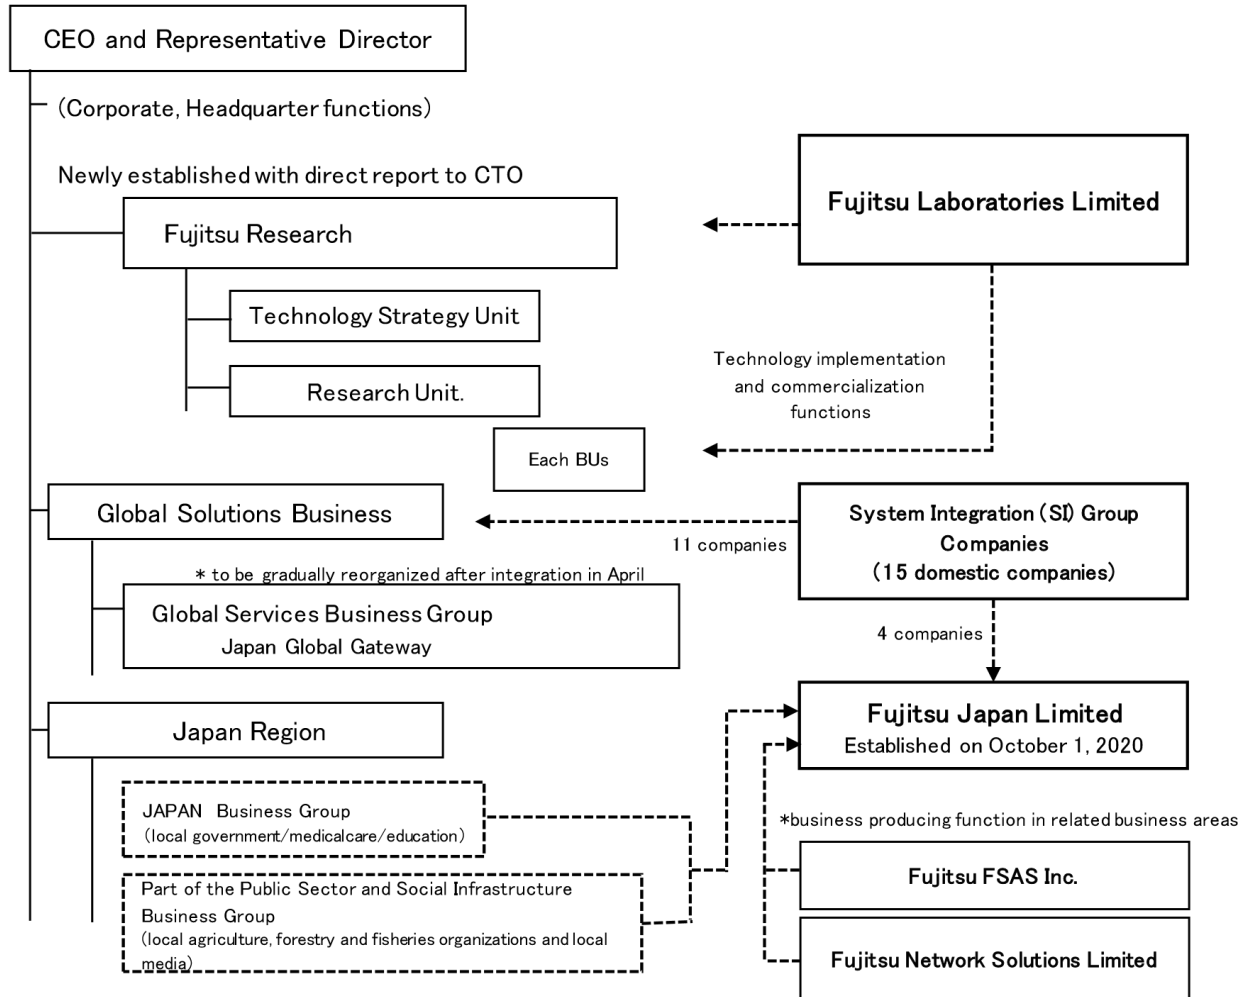 CEO and Representative Director
(Corporate, Headquarter functions)
Newly established with direct report to CTO
Fujitsu Research
Fujitsu Laboratories Limited
Technology Strategy Unit
Research Unit.
Technology implementation
and commercialization
functions
Each BUs
Global Solutions Business
System Integration (SI) Group
Companies
(15 domestic companies)
11 companies
* to be gradually reorganized after integration in April
Global Services Business Group
Japan Global Gateway
4 companies
Japan Region
Fujitsu Japan Limited
Established on October 1, 2020
JAPAN Business Group
(local government/medicalcare/education)
*business producing function in related business areas
Part of the Public Sector and Social Infrastructure
Business Group
(local agriculture, forestry and fisheries organizations and local
media)
Fujitsu FSAS Inc.
Fujitsu Network Solutions Limited